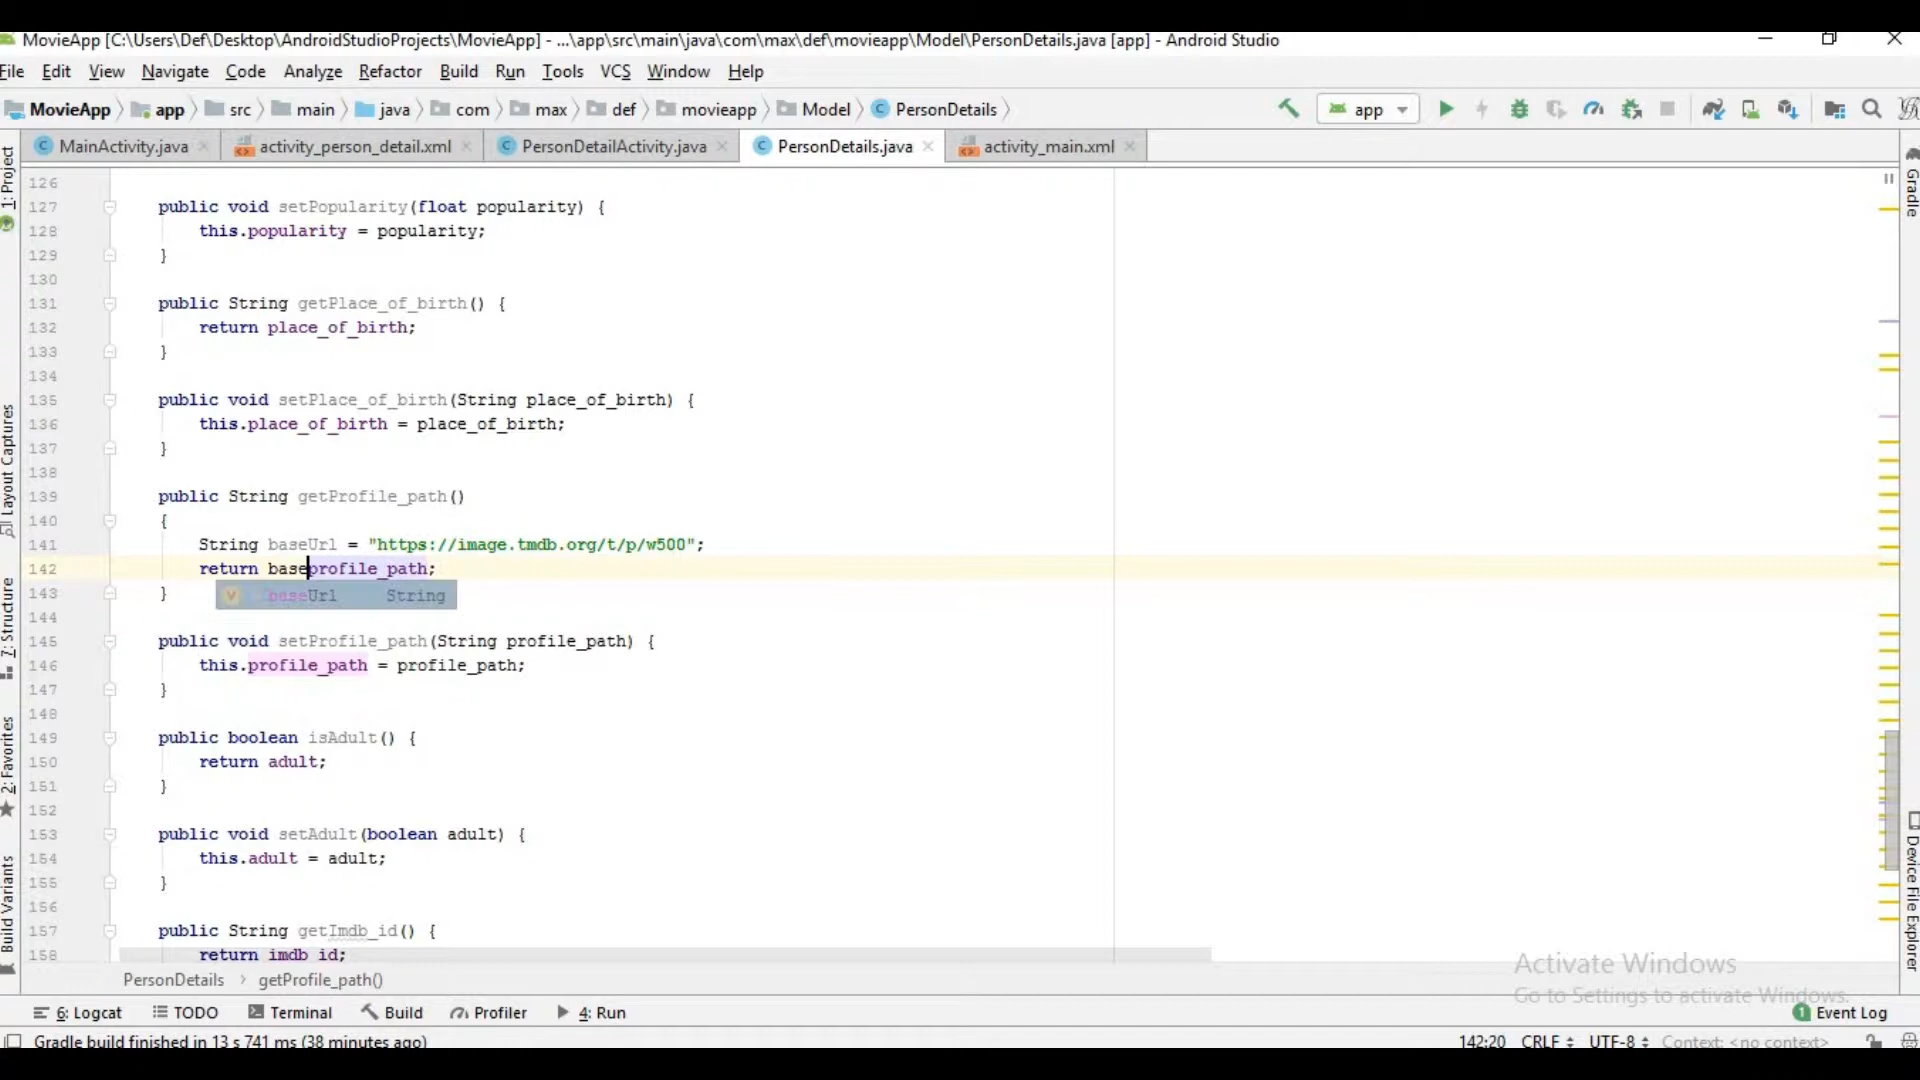 MovieApp [C:\Users\Def\Desktop\AndroidStudioProjects\MovieApp] - ...\app\src\main\java\com\max\def\movieapp\Model\PersonDetails.java [app] - Android Studio
File Edit View Navigate Code Analyze Refactor Build Run Tools VCS Window Help
MovieApp app src main java com max def movieapp Model PersonDetails app
MainActivity.java activity_person_detail.xml PersonDetailActivity.java PersonDetails.java activity_main.xml
1: Project
Layout Captures
7: Structure
2: Favorites
Build Variants
126
127 public void setPopularity(float popularity) {
128 this.popularity = popularity;
129 }
130
131 public String getPlace_of_birth() {
132 return place_of_birth;
133 }
134
135 public void setPlace_of_birth(String place_of_birth) {
136 this.place_of_birth = place_of_birth;
137 }
138
139 public String getProfile_path()
140 {
141 String baseUrl = "https://image.tmdb.org/t/p/w500";
142 return baseprofile_path;
143 }
v baseUrl String
144
145 public void setProfile_path(String profile_path) {
146 this.profile_path = profile_path;
147 }
148
149 public boolean isAdult() {
150 return adult;
151 }
152
153 public void setAdult(boolean adult) {
154 this.adult = adult;
155 }
156
157 public String getImdb_id() {
158 return imdb_id;
Gradle
Device File Explorer
Activate Windows
Go to Settings to activate Windows.
PersonDetails › getProfile_path()
6: Logcat TODO Terminal Build Profiler 4: Run 1 Event Log
Gradle build finished in 13 s 741 ms (38 minutes ago) 142:20 CRLF UTF-8 Context: <no context>